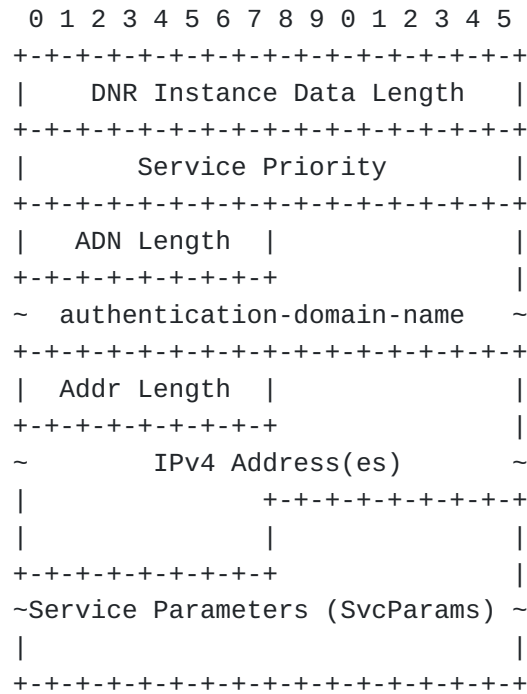 0 1 2 3 4 5 6 7 8 9 0 1 2 3 4 5
+-+-+-+-+-+-+-+-+-+-+-+-+-+-+-+-+
|    DNR Instance Data Length   |
+-+-+-+-+-+-+-+-+-+-+-+-+-+-+-+-+
|       Service Priority        |
+-+-+-+-+-+-+-+-+-+-+-+-+-+-+-+-+
|   ADN Length  |               |
+-+-+-+-+-+-+-+-+               |
~  authentication-domain-name   ~
+-+-+-+-+-+-+-+-+-+-+-+-+-+-+-+-+
|  Addr Length  |               |
+-+-+-+-+-+-+-+-+               |
~        IPv4 Address(es)       ~
|               +-+-+-+-+-+-+-+-+
|               |               |
+-+-+-+-+-+-+-+-+               |
~Service Parameters (SvcParams) ~
|                               |
+-+-+-+-+-+-+-+-+-+-+-+-+-+-+-+-+